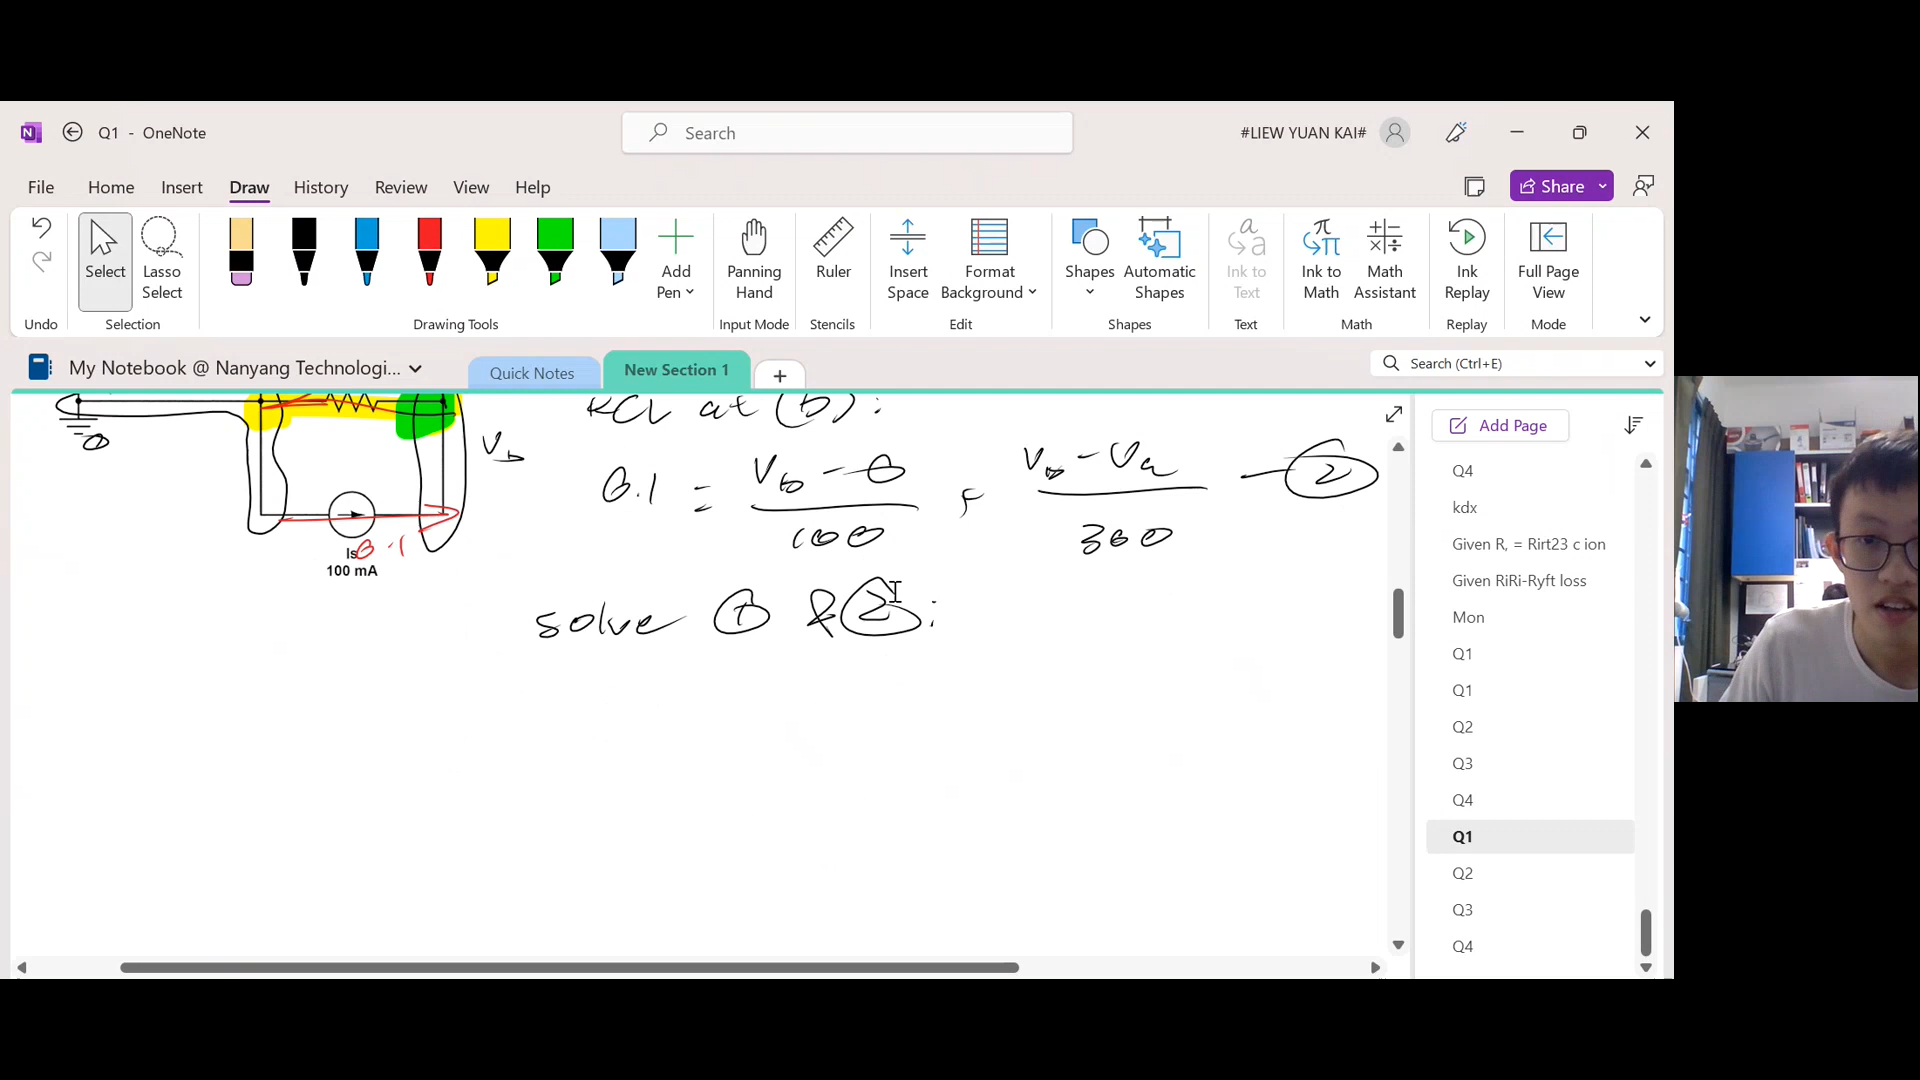 Q1 - OneNote
Search
#LIEW YUAN KAI#
File Home Insert Draw History Review View Help
Share
Select
Lasso Select
Add Pen
Panning Hand
Ruler
Insert Space
Format Background
Shapes
Automatic Shapes
Ink to Text
Ink to Math
Math Assistant
Ink Replay
Full Page View
Undo
Selection
Drawing Tools
Input Mode
Stencils
Edit
Shapes
Text
Math
Replay
Mode
My Notebook @ Nanyang Technologi...
Quick Notes
New Section 1
+
Search (Ctrl+E)
Add Page
Q4
kdx
Given R, = Rirt23 c ion
Given RiRi-Ryft loss
Mon
Q1
Q1
Q2
Q3
Q4
Q1
Q2
Q3
Q4
KCL at (b):
0
Vb
0.1 = Vb - 0 / 100 + Vb - Va / 300 - 2
Is
0.1
100 mA
solve 1 & 2 :